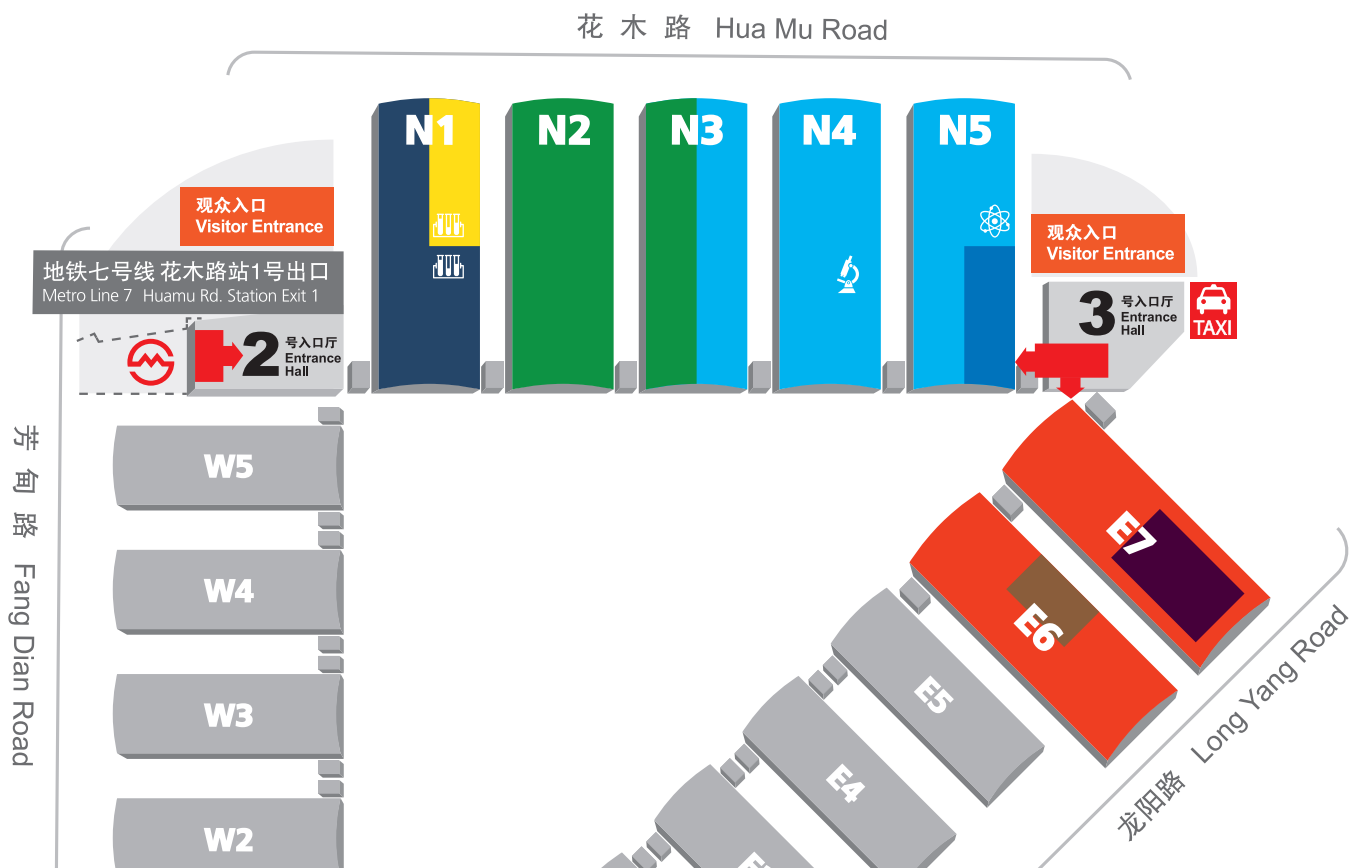 花木路 Hua Mu Road
N1
N2
N3
N4
N5
观众入口
Visitor Entrance
地铁七号线 花木路站1号出口
Metro Line 7 Huamu Rd. Station Exit 1
2 号入口厅
Entrance
Hall
观众入口
Visitor Entrance
3 号入口厅
Entrance
Hall
TAXI
芳甸路 Fang Dian Road
W5
W4
W3
W2
E7
E6
E5
E4
龙阳路 Long Yang Road